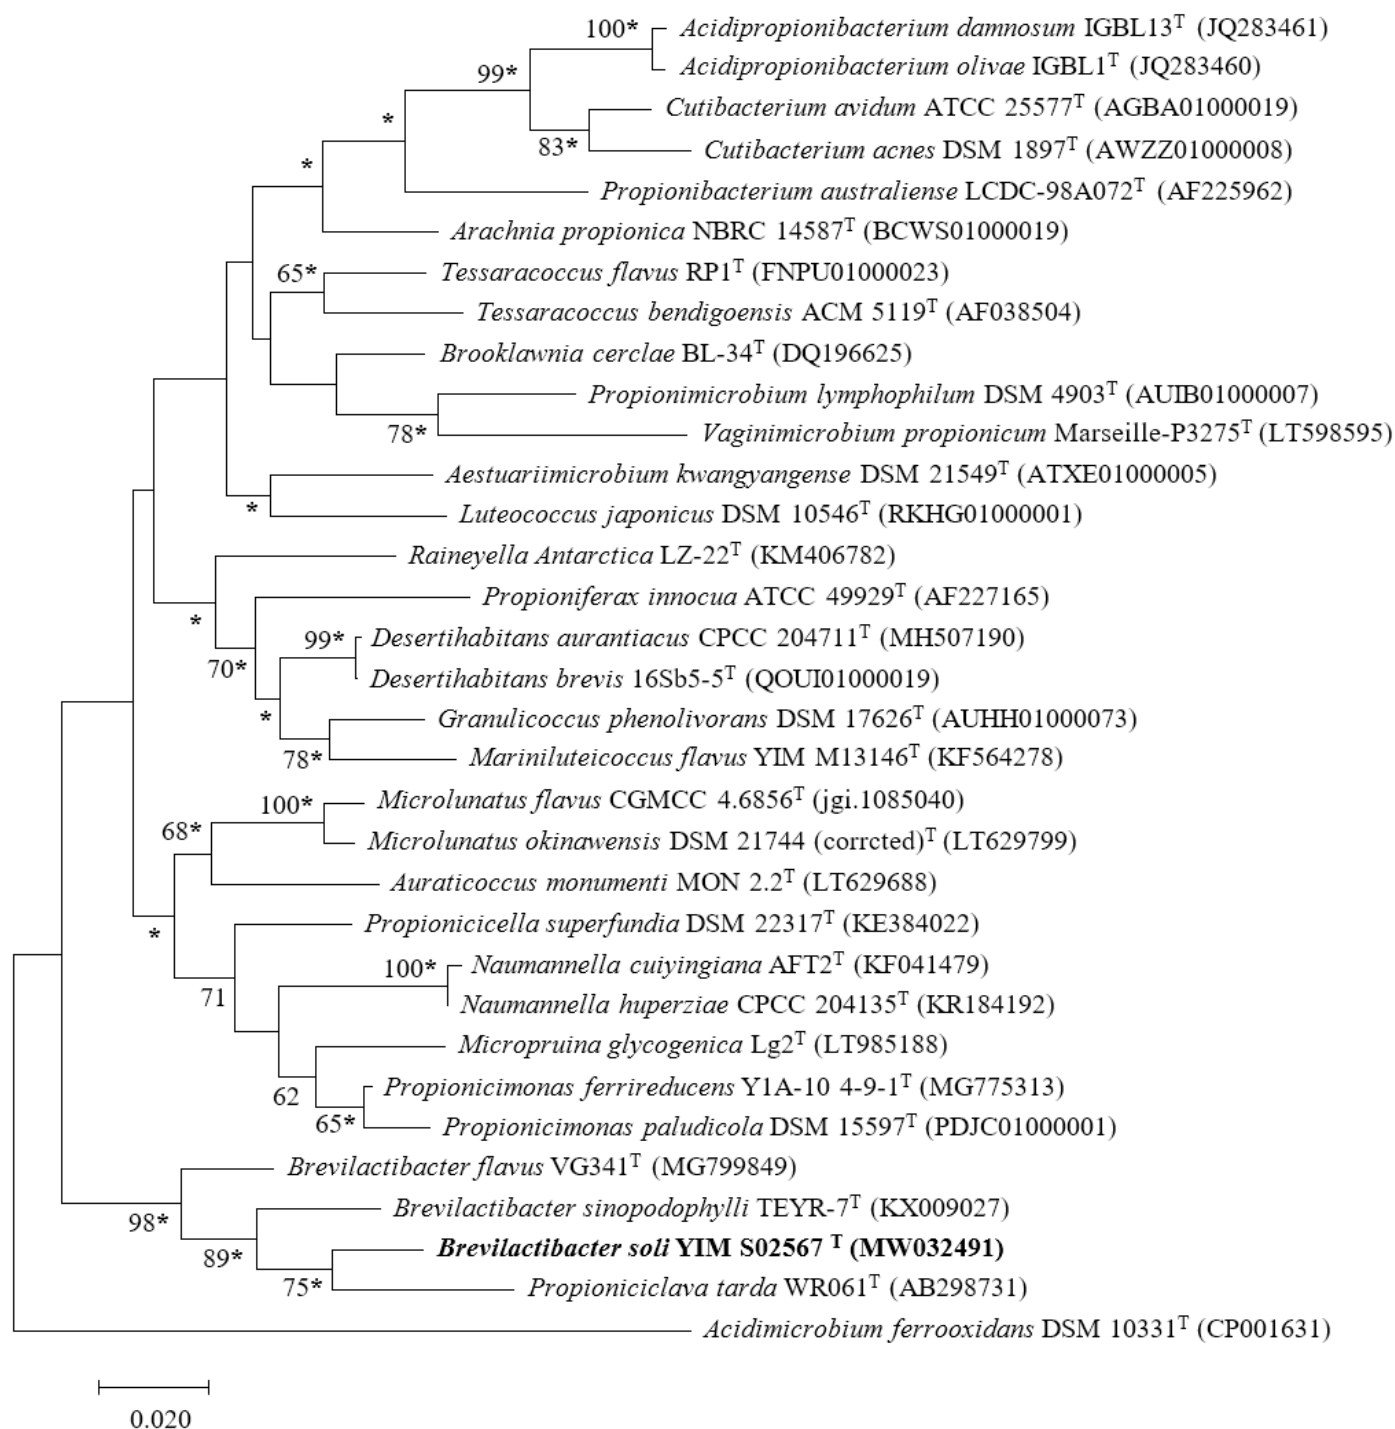 100*
Acidipropionibacterium damnosum IGBL13T (JQ283461)
Acidipropionibacterium olivae IGBL1T (JQ283460)
99*
Cutibacterium avidum ATCC 25577T (AGBA01000019)
83*
Cutibacterium acnes DSM 1897T (AWZZ01000008)
*
Propionibacterium australiense LCDC-98A072T (AF225962)
*
Arachnia propionica NBRC 14587T (BCWS01000019)
65*
Tessaracoccus flavus RP1T (FNPU01000023)
Tessaracoccus bendigoensis ACM 5119T (AF038504)
Brooklawnia cerclae BL-34T (DQ196625)
Propionimicrobium lymphophilum DSM 4903T (AUIB01000007)
78*
Vaginimicrobium propionicum Marseille-P3275T (LT598595)
Aestuariimicrobium kwangyangense DSM 21549T (ATXE01000005)
*
Luteococcus japonicus DSM 10546T (RKHG01000001)
Raineyella Antarctica LZ-22T (KM406782)
*
Propioniferax innocua ATCC 49929T (AF227165)
99*
Desertihabitans aurantiacus CPCC 204711T (MH507190)
70*
Desertihabitans brevis 16Sb5-5T (QOUI01000019)
*
Granulicoccus phenolivorans DSM 17626T (AUHH01000073)
78*
Mariniluteicoccus flavus YIM M13146T (KF564278)
100*
Microlunatus flavus CGMCC 4.6856T (jgi.1085040)
68*
Microlunatus okinawensis DSM 21744 (corrcted)T (LT629799)
Auraticoccus monumenti MON 2.2T (LT629688)
*
Propionicicella superfundia DSM 22317T (KE384022)
100*
Naumannella cuiyingiana AFT2T (KF041479)
71
Naumannella huperziae CPCC 204135T (KR184192)
Micropruina glycogenica Lg2T (LT985188)
62
Propionicimonas ferrireducens Y1A-10 4-9-1T (MG775313)
65*
Propionicimonas paludicola DSM 15597T (PDJC01000001)
Brevilactibacter flavus VG341T (MG799849)
98*
Brevilactibacter sinopodophylli TEYR-7T (KX009027)
89*
Brevilactibacter soli YIM S02567 T (MW032491)
75*
Propioniciclava tarda WR061T (AB298731)
Acidimicrobium ferrooxidans DSM 10331T (CP001631)
0.020